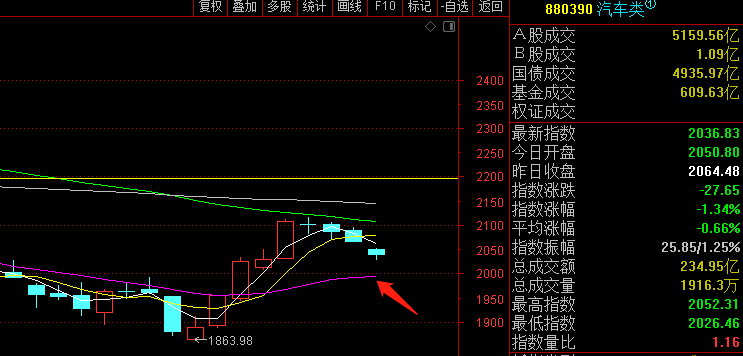 复权 叠加 多股 统计 画线 F10 标记 -自选 返回
880390 汽车类①
A股成交 5159.56亿
B股成交 1.09亿
国债成交 4935.97亿
基金成交 609.63亿
权证成交
最新指数 2036.83
今日开盘 2050.80
昨日收盘 2064.48
指数涨跌 -27.65
指数涨幅 -1.34%
平均涨幅 -0.66%
指数振幅 25.85/1.25%
总成交额 234.95亿
总成交量 1916.3万
最高指数 2052.31
最低指数 2026.46
指数量比 1.16
2400
2350
2300
2250
2200
2150
2100
2050
2000
1950
1900
1863.98